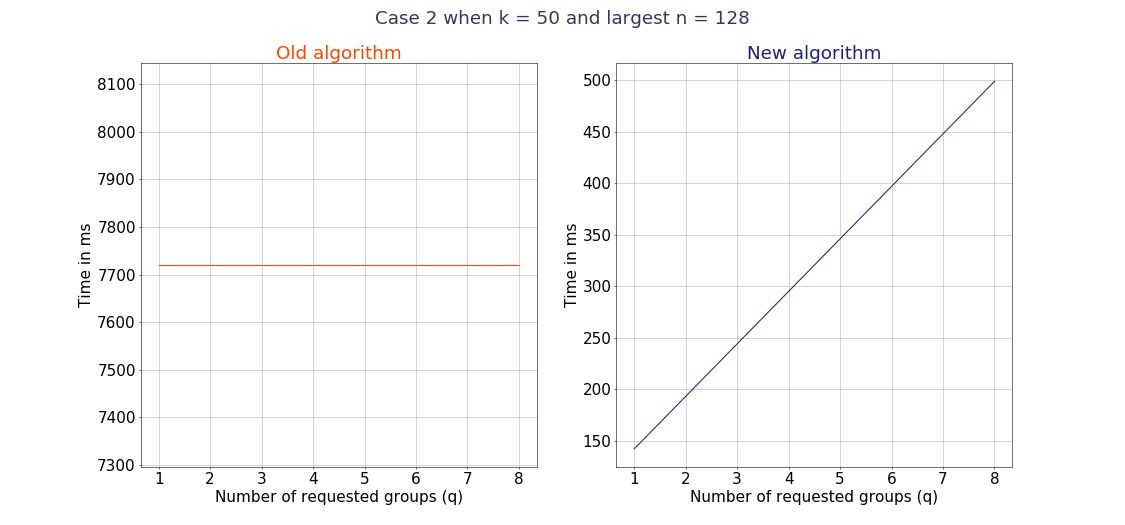 Case 2 when k = 50 and largest n = 128
Old algorithm
8100
8000
7900
7800
7700
7600
7500
7400
7300
Time in ms
1 2 3 4 5 6 7 8
Number of requested groups (q)
New algorithm
500
450
400
350
300
250
200
150
Time in ms
1 2 3 4 5 6 7 8
Number of requested groups (q)